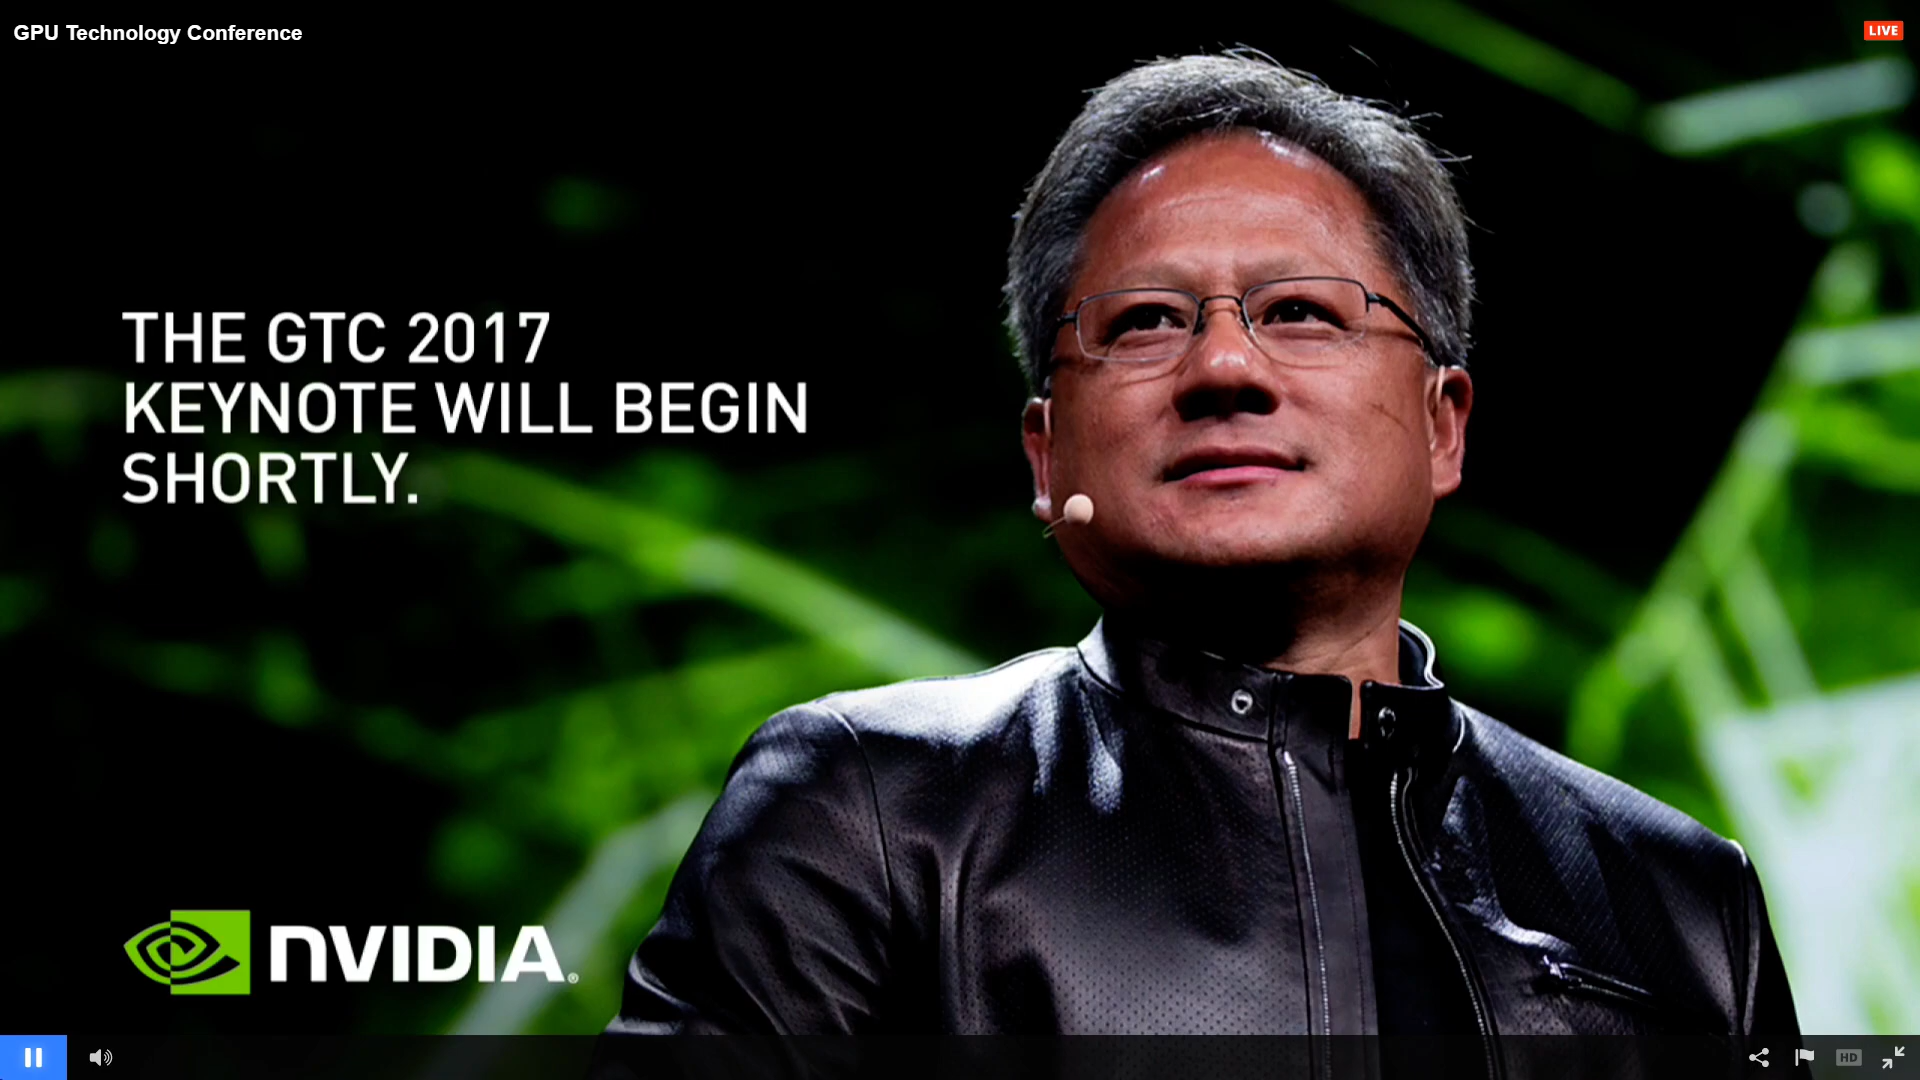 GPU Technology Conference
LIVE
THE GTC 2017
KEYNOTE WILL BEGIN
SHORTLY.
NVIDIA®
HD